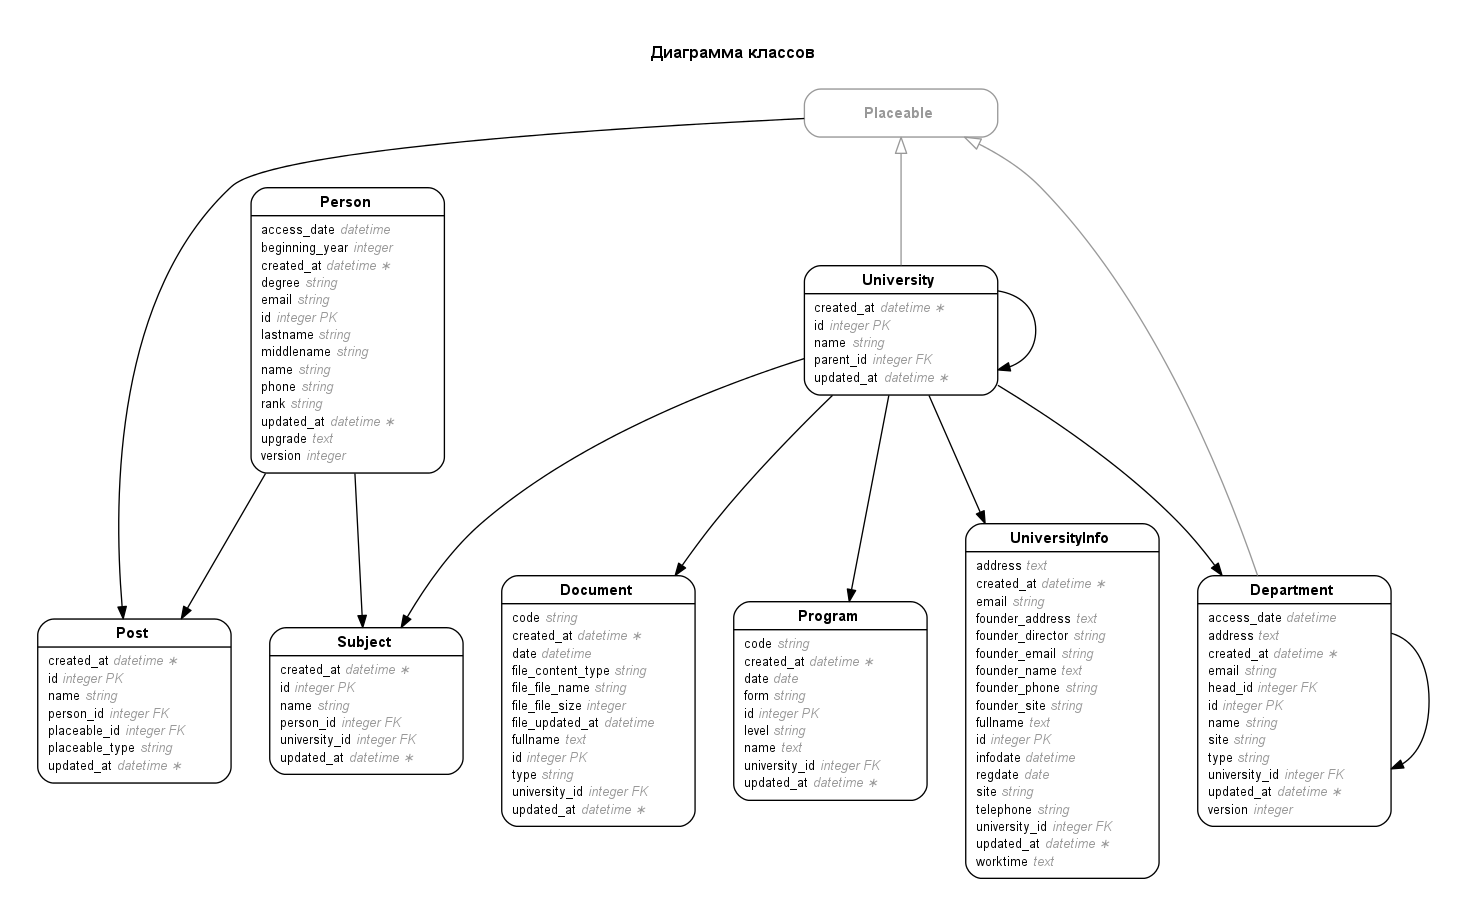 Диаграмма классов
Placeable
Person
access_date datetime
beginning_year integer
created_at datetime ∗
degree string
email string
id integer PK
lastname string
middlename string
name string
phone string
rank string
updated_at datetime ∗
upgrade text
version integer
University
created_at datetime ∗
id integer PK
name string
parent_id integer FK
updated_at datetime ∗
Post
created_at datetime ∗
id integer PK
name string
person_id integer FK
placeable_id integer FK
placeable_type string
updated_at datetime ∗
Subject
created_at datetime ∗
id integer PK
name string
person_id integer FK
university_id integer FK
updated_at datetime ∗
Document
code string
created_at datetime ∗
date datetime
file_content_type string
file_file_name string
file_file_size integer
file_updated_at datetime
fullname text
id integer PK
type string
university_id integer FK
updated_at datetime ∗
Program
code string
created_at datetime ∗
date date
form string
id integer PK
level string
name text
university_id integer FK
updated_at datetime ∗
UniversityInfo
address text
created_at datetime ∗
email string
founder_address text
founder_director string
founder_email string
founder_name text
founder_phone string
founder_site string
fullname text
id integer PK
infodate datetime
regdate date
site string
telephone string
university_id integer FK
updated_at datetime ∗
worktime text
Department
access_date datetime
address text
created_at datetime ∗
email string
head_id integer FK
id integer PK
name string
site string
type string
university_id integer FK
updated_at datetime ∗
version integer